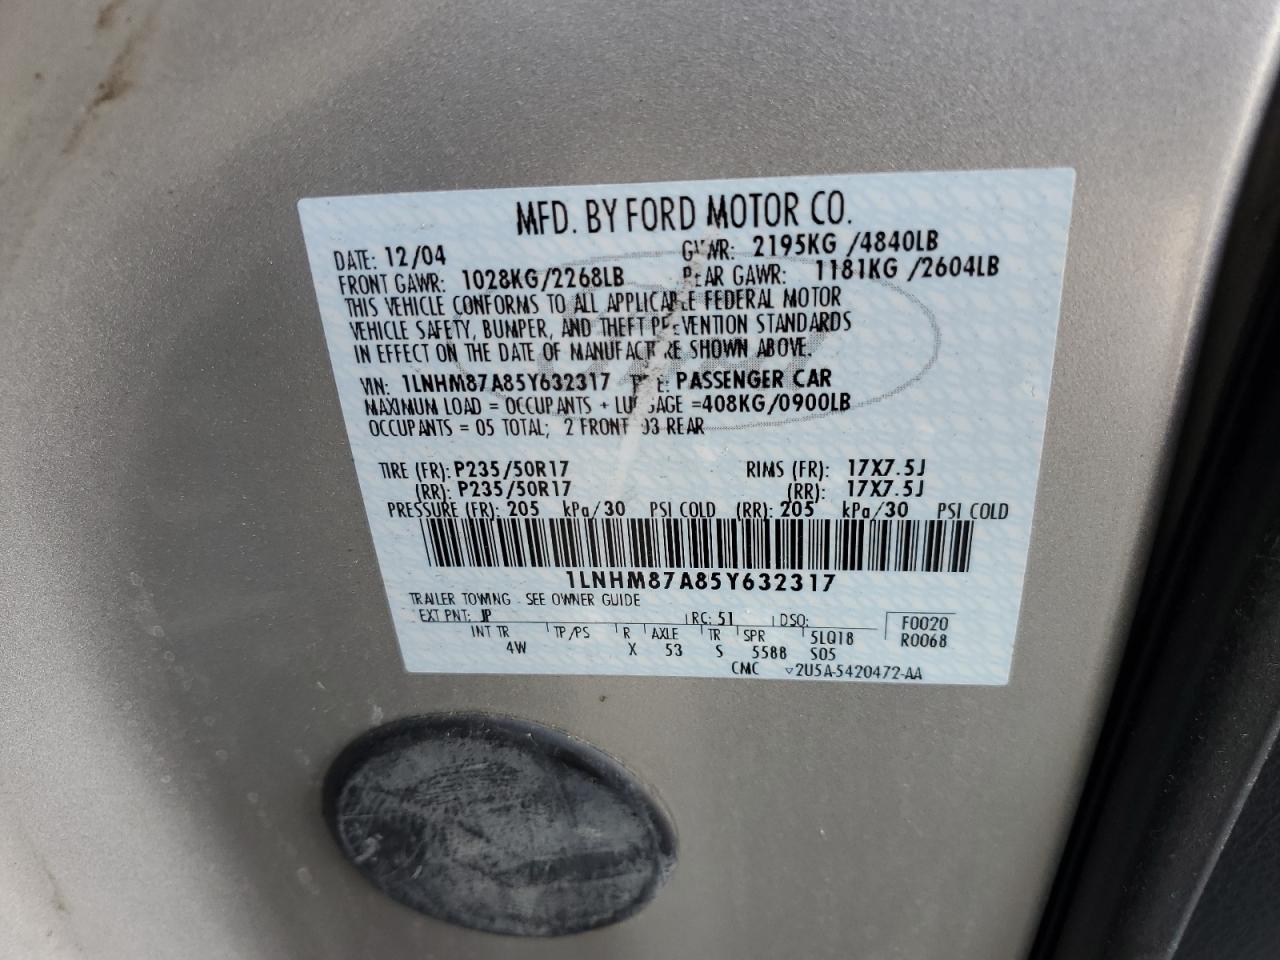 MFD. BY FORD MOTOR CO.
DATE: 12/04 GVWR: 2195KG /4840LB
FRONT GAWR: 1028KG/2268LB REAR GAWR: 1181KG /2604LB
THIS VEHICLE CONFORMS TO ALL APPLICABLE FEDERAL MOTOR
VEHICLE SAFETY, BUMPER, AND THEFT PREVENTION STANDARDS
IN EFFECT ON THE DATE OF MANUFACTURE SHOWN ABOVE.
VIN: 1LNHM87A85Y632317 TYPE: PASSENGER CAR
MAXIMUM LOAD = OCCUPANTS + LUGGAGE =408KG/0900LB
OCCUPANTS = 05 TOTAL; 2 FRONT 03 REAR
TIRE (FR): P235/50R17 RIMS (FR): 17X7.5J
(RR): P235/50R17 (RR): 17X7.5J
PRESSURE (FR): 205 kPa/30 PSI COLD (RR): 205 kPa/30 PSI COLD
1LNHM87A85Y632317
TRAILER TOWING - SEE OWNER GUIDE
EXT PNT: JP RC: 51 DSO: F0020
INT TR TP/PS R AXLE TR SPR 5LQ18 R0068
4W X 53 S 5588 S05
CMC ▿2U5A-5420472-AA